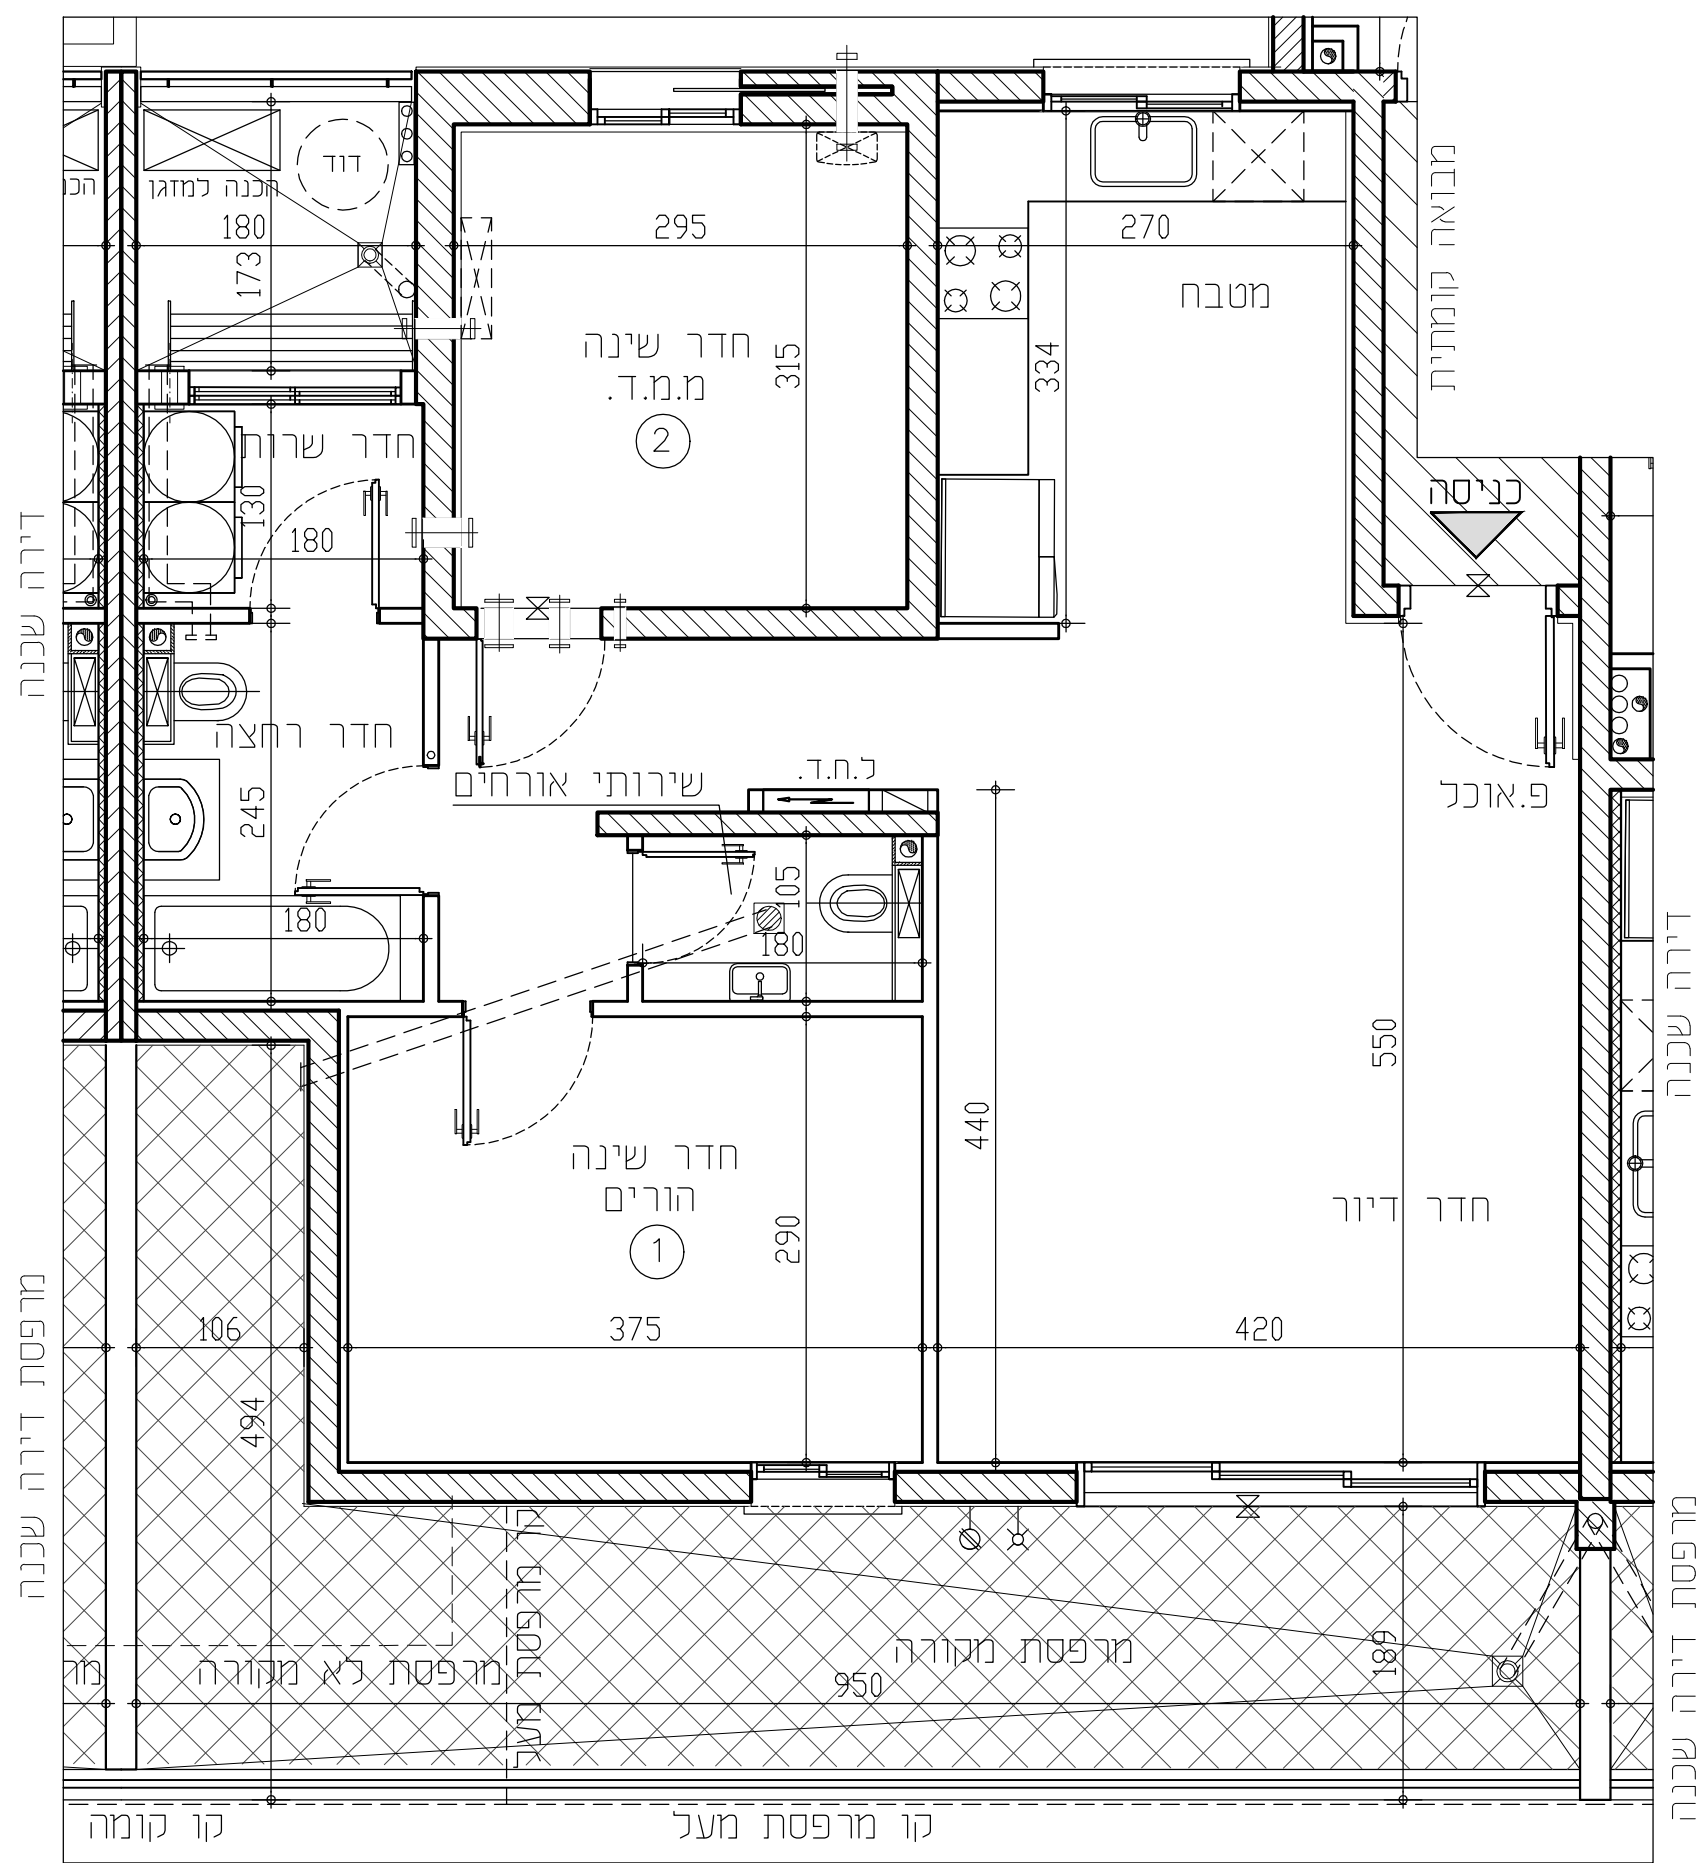 דוד
הכנ
הכנה למזגן
180
173
295
270
מבואה קומתית
מטבח
חדר שינה
מ.מ.ד.
2
315
334
חדר שרות
130
180
כניסה
דירה שכנה
חדר רחצה
245
שירותי אורחים
ל.ח.ד.
פ.אוכל
105
180
180
דירה שכנה
550
440
חדר שינה
הורים
1
290
חדר דיור
106
375
420
494
מרפסת דירה שכנה
קו מרפסת מעל
מרפסת מקורה
189
מר
מרפסת לא מקורה
950
מרפסת דירה שכנה
קו קומה
קו מרפסת מעל